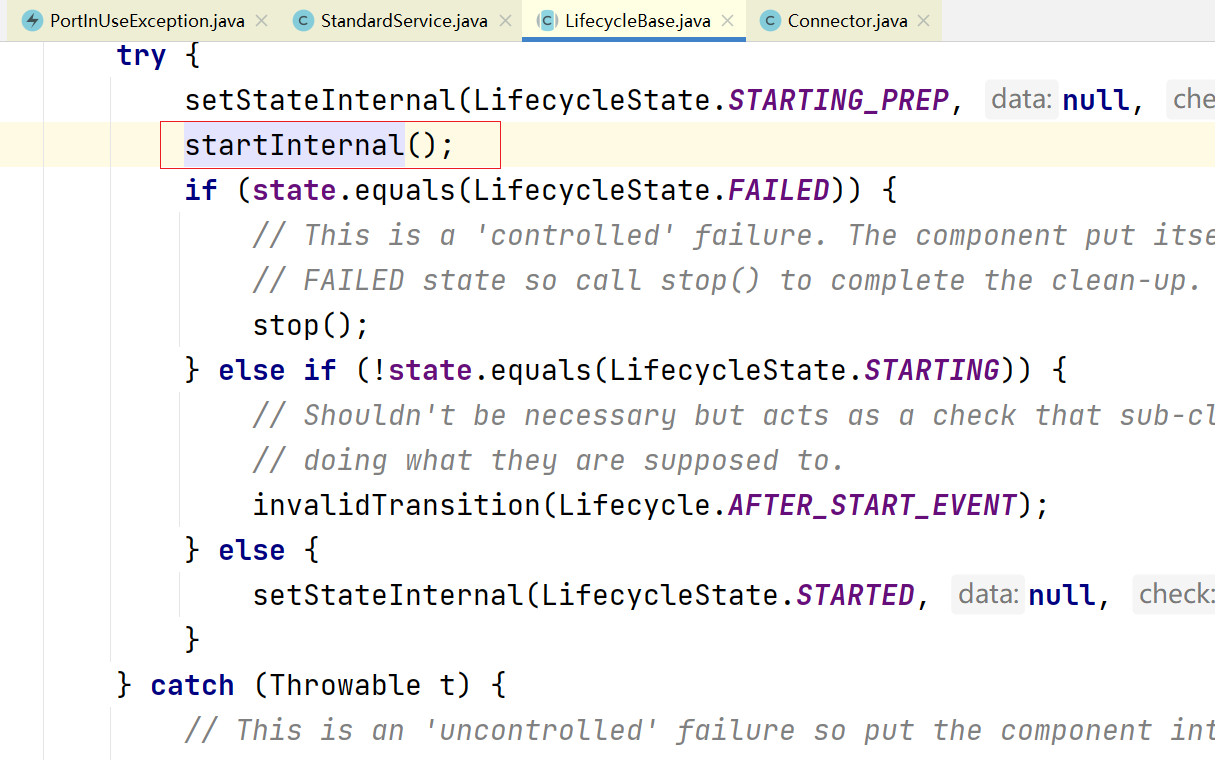 PortInUseException.java StandardService.java LifecycleBase.java Connector.java
try {
setStateInternal(LifecycleState.STARTING_PREP, data: null, che
startInternal();
if (state.equals(LifecycleState.FAILED)) {
// This is a 'controlled' failure. The component put itse
// FAILED state so call stop() to complete the clean-up.
stop();
} else if (!state.equals(LifecycleState.STARTING)) {
// Shouldn't be necessary but acts as a check that sub-cl
// doing what they are supposed to.
invalidTransition(Lifecycle.AFTER_START_EVENT);
} else {
setStateInternal(LifecycleState.STARTED, data: null, check:
}
} catch (Throwable t) {
// This is an 'uncontrolled' failure so put the component int